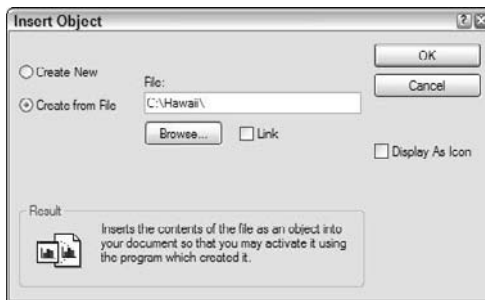 Insert Object
OK
Cancel
Create New
Create from File
File:
C:\Hawaii\
Browse...
Link
Display As Icon
Result
Inserts the contents of the file as an object into
your document so that you may activate it using
the program which created it.